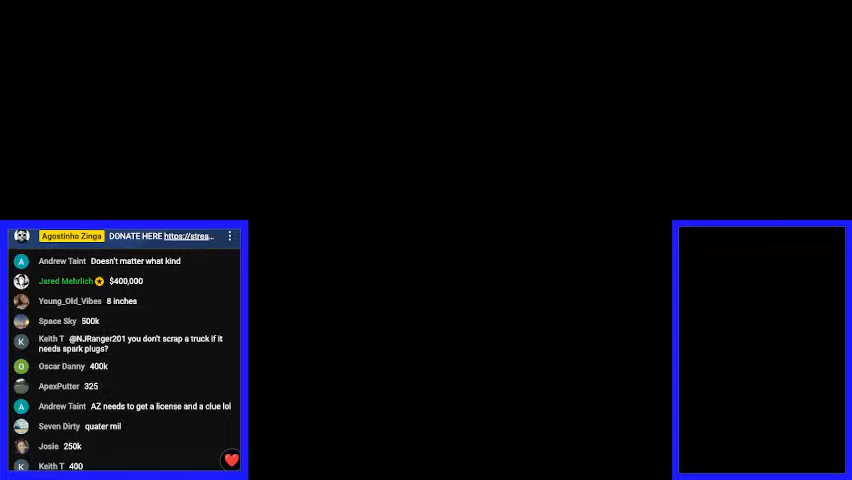 Agostinho Zinga DONATE HERE https://strea...
A Andrew Taint Doesn't matter what kind
Jared Mehrlich $400,000
Young_Old_Vibes 8 inches
Space Sky 500k
K Keith T @NJRanger201 you don't scrap a truck if it
needs spark plugs?
O Oscar Danny 400k
ApexPutter 325
A Andrew Taint AZ needs to get a license and a clue lol
Seven Dirty quater mil
Josie 250k
K Keith T 400